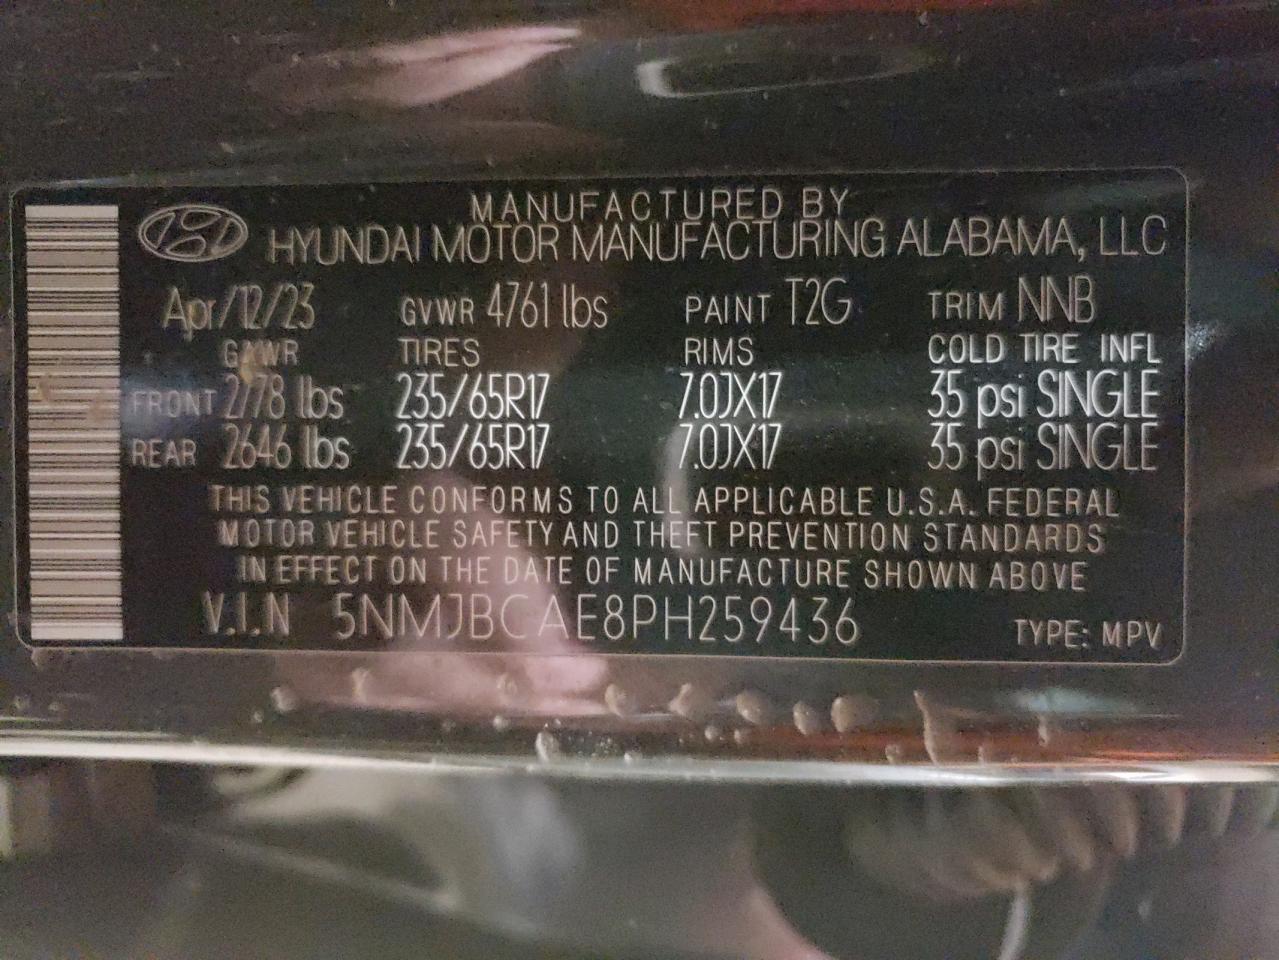 MANUFACTURED BY
HYUNDAI MOTOR MANUFACTURING ALABAMA, LLC
Apr/12/23 GVWR 4761 lbs PAINT T2G TRIM NNB
GAWR TIRES RIMS COLD TIRE INFL
FRONT 2778 lbs 235/65R17 7.0JX17 35 psi SINGLE
REAR 2646 lbs 235/65R17 7.0JX17 35 psi SINGLE
THIS VEHICLE CONFORMS TO ALL APPLICABLE U.S.A. FEDERAL
MOTOR VEHICLE SAFETY AND THEFT PREVENTION STANDARDS
IN EFFECT ON THE DATE OF MANUFACTURE SHOWN ABOVE
V.I.N 5NMJBCAE8PH259436 TYPE: MPV